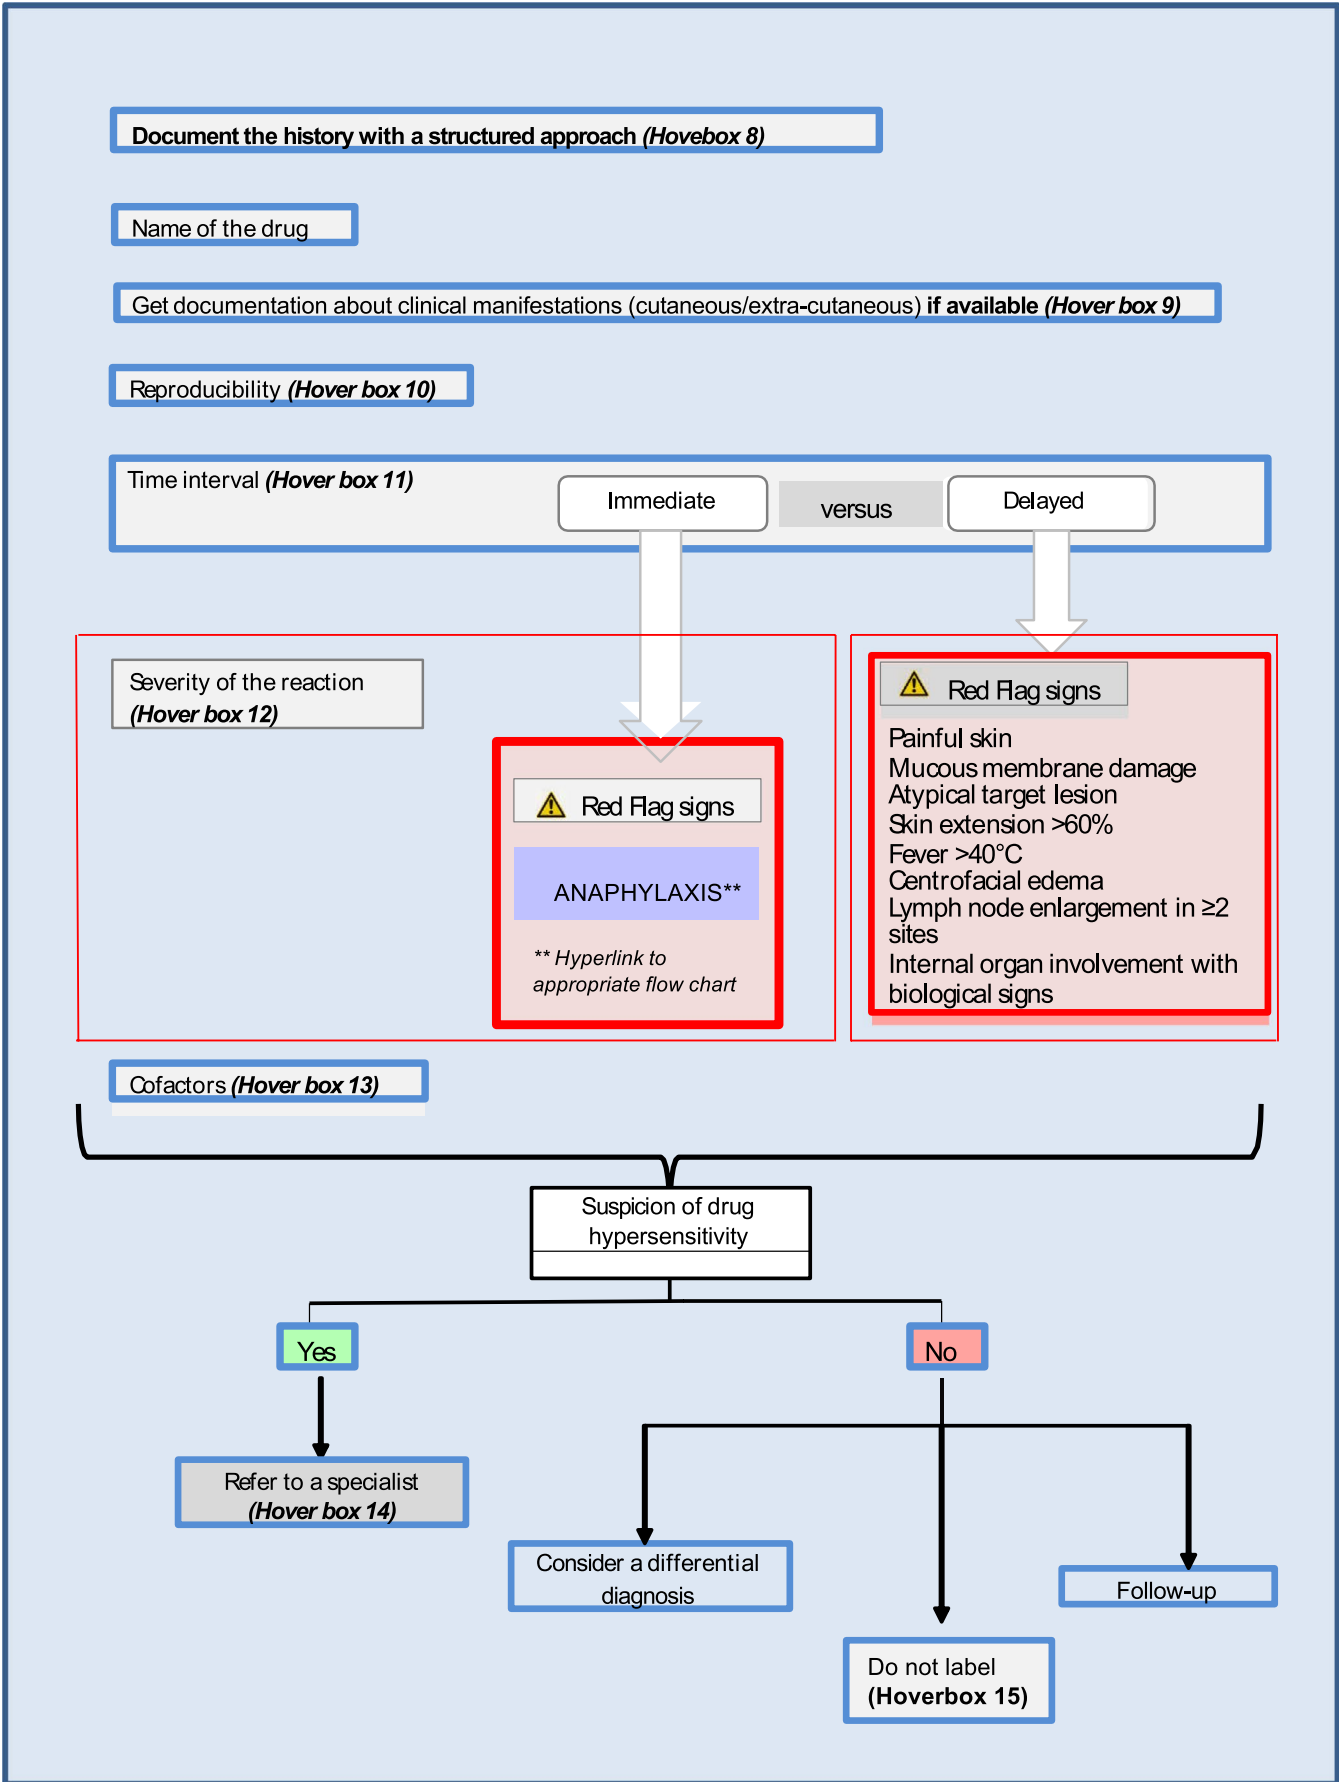 Document the history with a structured approach (Hovebox 8)
Name of the drug
Get documentation about clinical manifestations (cutaneous/extra-cutaneous) if available (Hover box 9)
Reproducibility (Hover box 10)
Time interval (Hover box 11)
Immediate
versus
Delayed
Severity of the reaction
(Hover box 12)
Red Flag signs
ANAPHYLAXIS**
** Hyperlink to
appropriate flow chart
Red Flag signs
Painful skin
Mucous membrane damage
Atypical target lesion
Skin extension >60%
Fever >40°C
Centrofacial edema
Lymph node enlargement in ≥2
sites
Internal organ involvement with
biological signs
Cofactors (Hover box 13)
Suspicion of drug
hypersensitivity
Yes
No
Refer to a specialist
(Hover box 14)
Consider a differential
diagnosis
Follow-up
Do not label
(Hoverbox 15)